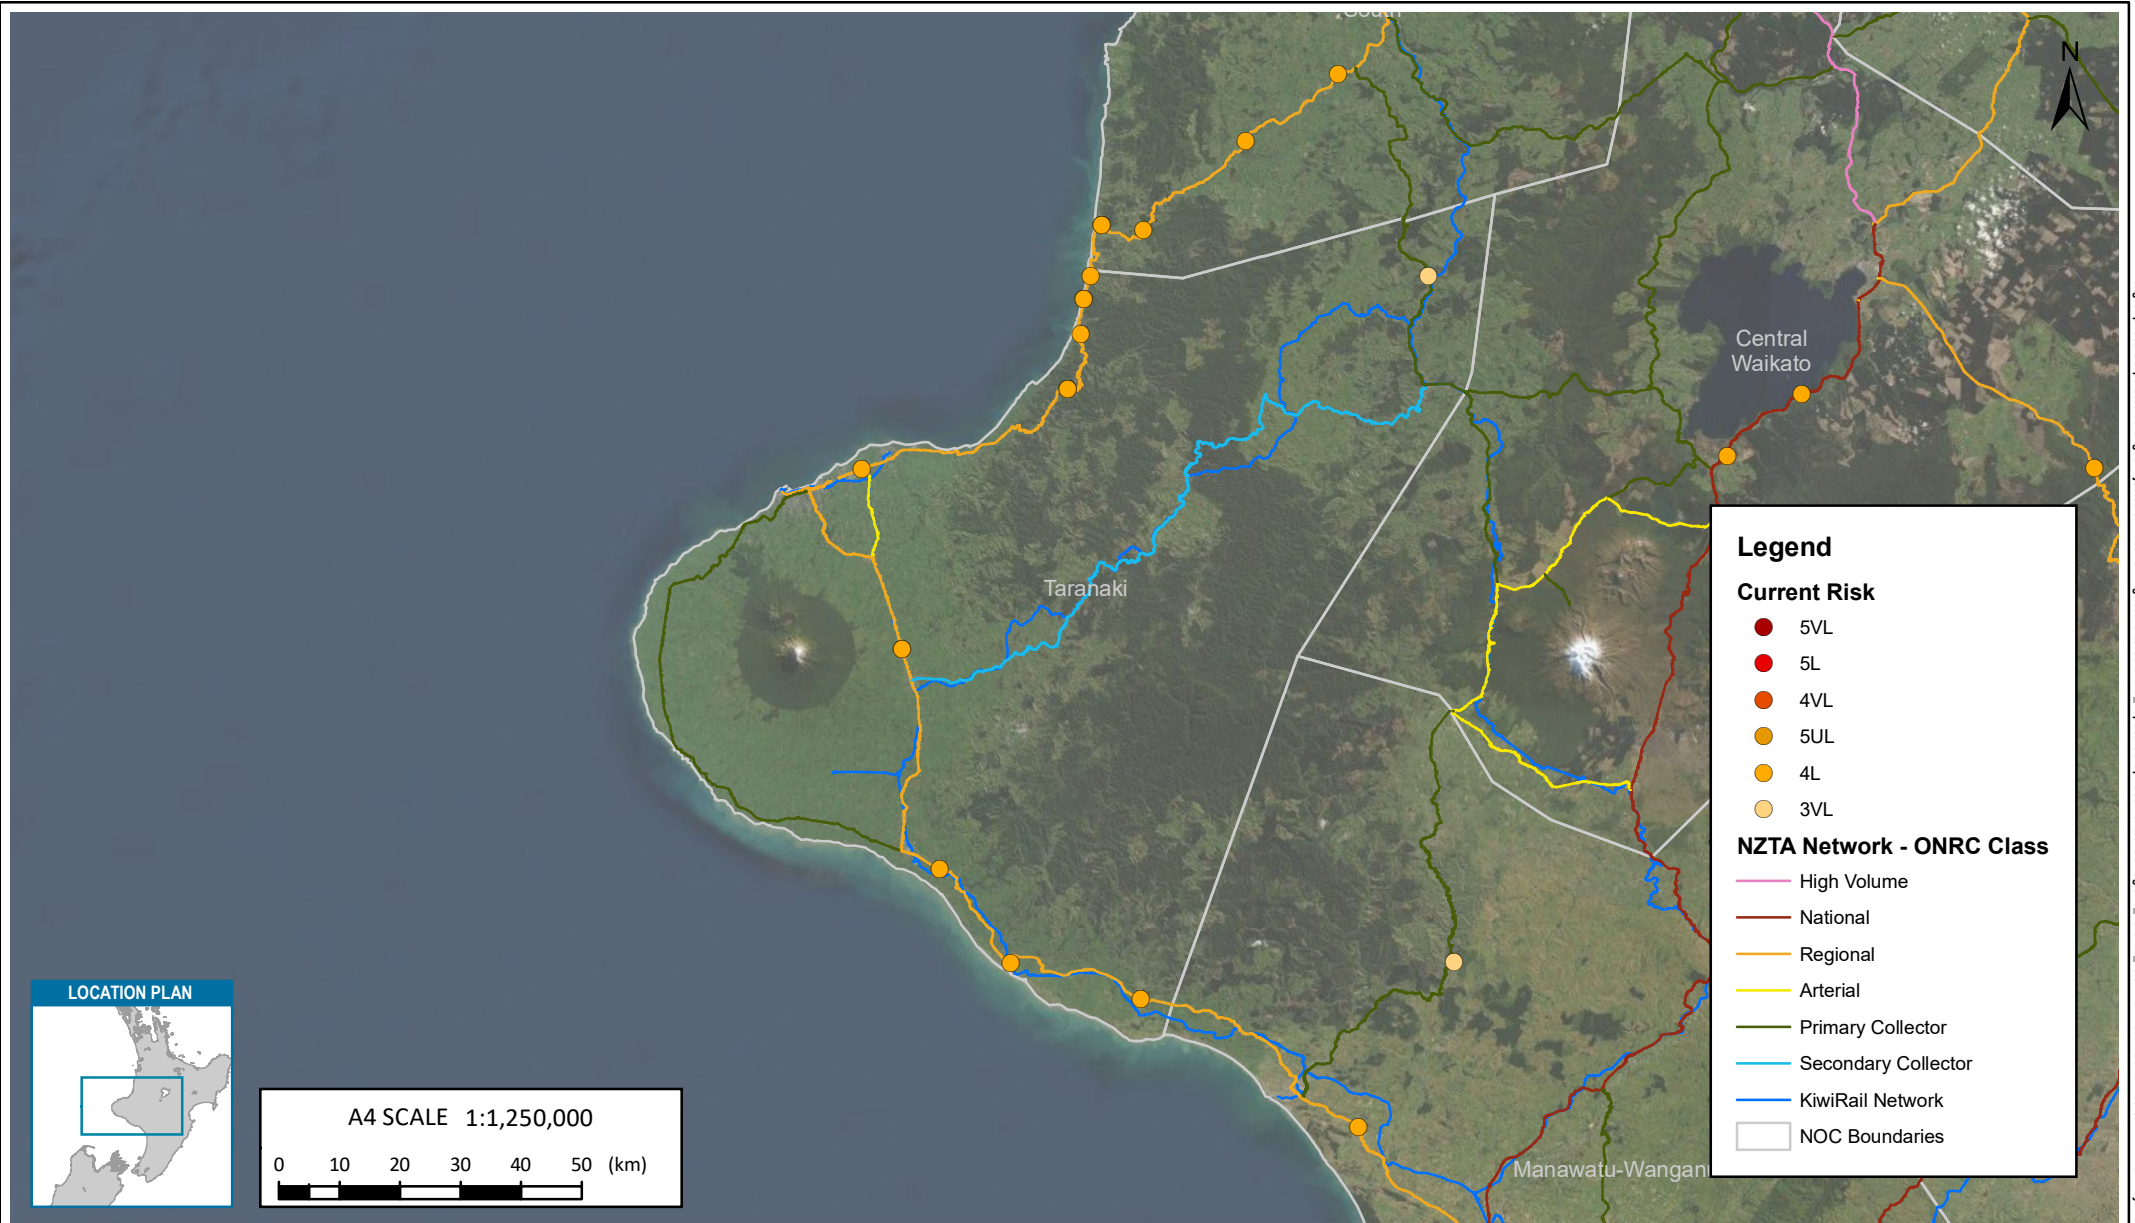 South
N
Central
Waikato
Taranaki
Manawatu-Wangan
Legend
Current Risk
5VL
5L
4VL
5UL
4L
3VL
NZTA Network - ONRC Class
High Volume
National
Regional
Arterial
Primary Collector
Secondary Collector
KiwiRail Network
NOC Boundaries
LOCATION PLAN
A4 SCALE 1:1,250,000
0 10 20 30 40 50 (km)